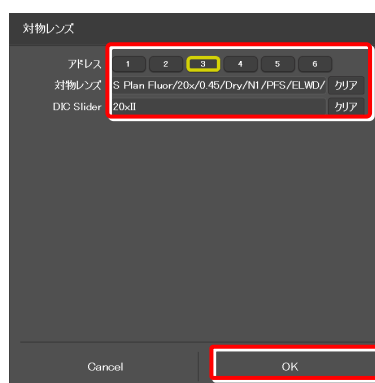 対物レンズ
アドレス 1 2 3 4 5 6
対物レンズ S Plan Fluor/20x/0.45/Dry/N1/PFS/ELWD/ クリア
DIC Slider 20xII クリア
Cancel OK